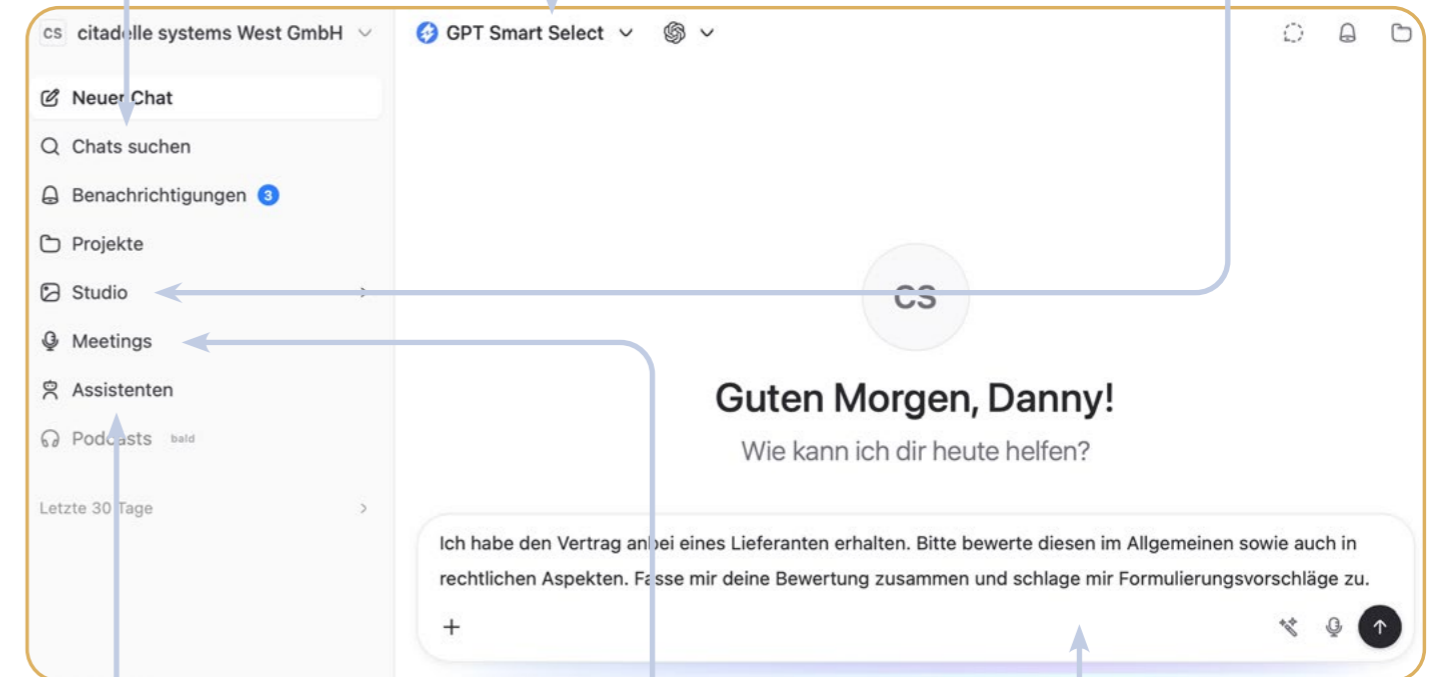 CS citadelle systems West GmbH
GPT Smart Select
Neuer Chat
Chats suchen
Benachrichtigungen 3
Projekte
Studio
Meetings
Assistenten
Podcasts bald
Letzte 30 Tage
CS
Guten Morgen, Danny!
Wie kann ich dir heute helfen?
Ich habe den Vertrag anbei eines Lieferanten erhalten. Bitte bewerte diesen im Allgemeinen sowie auch in
rechtlichen Aspekten. Fasse mir deine Bewertung zusammen und schlage mir Formulierungsvorschläge zu.